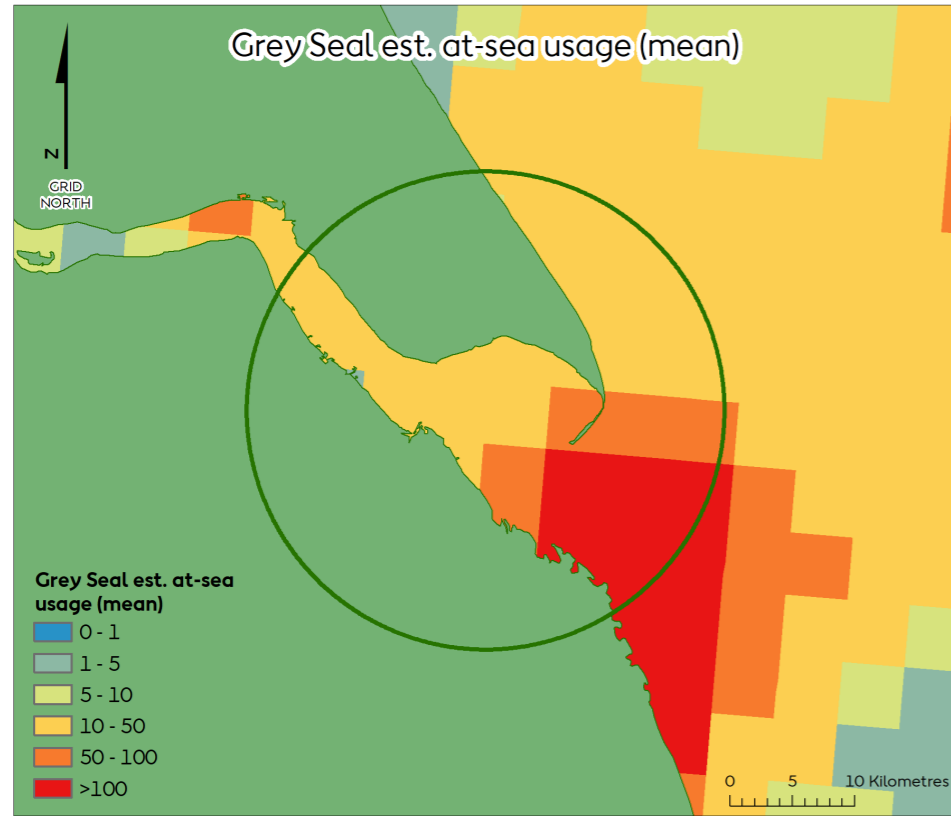 Grey Seal est. at-sea usage (mean)
N
GRID
NORTH
Grey Seal est. at-sea
usage (mean)
0 - 1
1 - 5
5 - 10
10 - 50
50 - 100
>100
0 5 10 Kilometres